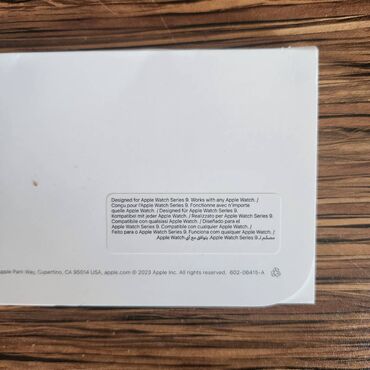 Designed for Apple Watch Series 9. Works with any Apple Watch. /
Conçu pour l'Apple Watch Series 9. Fonctionne avec n'importe
quelle Apple Watch. / Designed für Apple Watch Series 9.
Kompatibel mit jeder Apple Watch. / Realizzato per Apple Watch Series 9.
Compatibile con qualsiasi Apple Watch. / Diseñado para el
Apple Watch Series 9. Compatible con cualquier Apple Watch. /
Feito para o Apple Watch Series 9. Funciona com qualquer Apple Watch. /
مصمّم لـ Apple Watch Series 9. يتوافق مع أي Apple Watch.
Apple Park Way, Cupertino, CA 95014 USA, apple.com © 2023 Apple Inc. All rights reserved. 602-06415-A